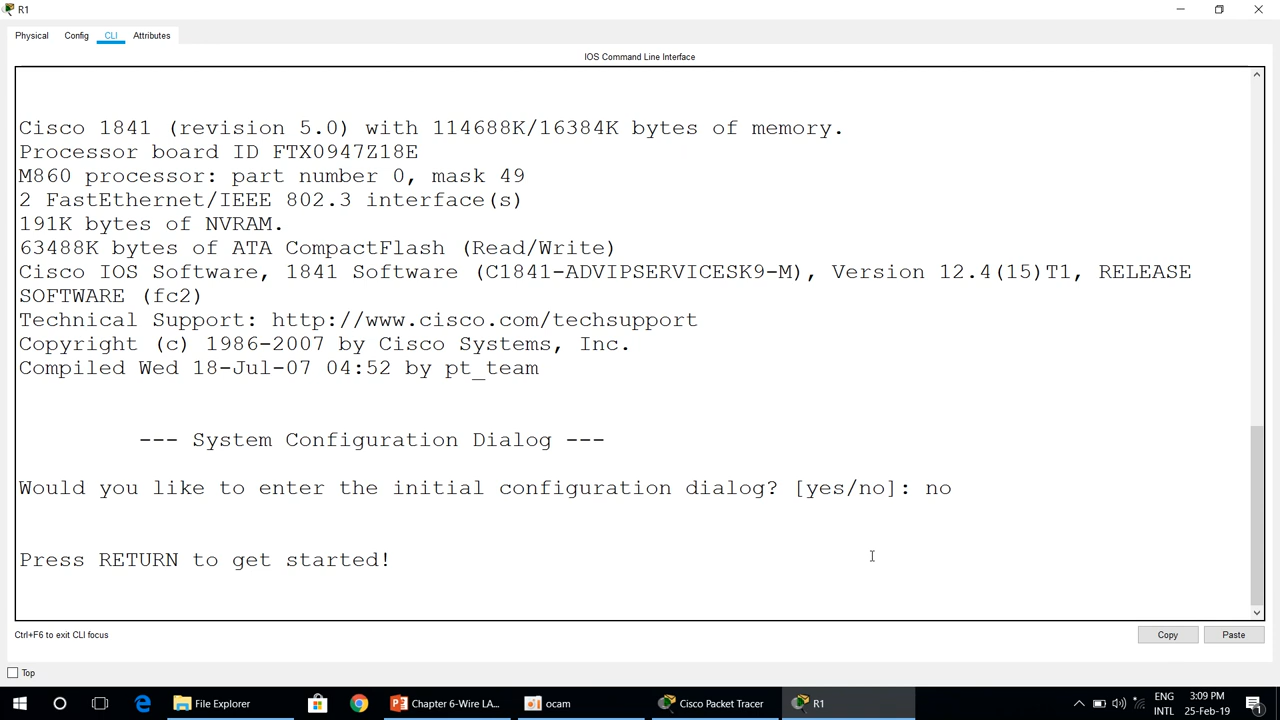 R1
Physical Config CLI Attributes
IOS Command Line Interface
Cisco 1841 (revision 5.0) with 114688K/16384K bytes of memory.
Processor board ID FTX0947Z18E
M860 processor: part number 0, mask 49
2 FastEthernet/IEEE 802.3 interface(s)
191K bytes of NVRAM.
63488K bytes of ATA CompactFlash (Read/Write)
Cisco IOS Software, 1841 Software (C1841-ADVIPSERVICESK9-M), Version 12.4(15)T1, RELEASE
SOFTWARE (fc2)
Technical Support: http://www.cisco.com/techsupport
Copyright (c) 1986-2007 by Cisco Systems, Inc.
Compiled Wed 18-Jul-07 04:52 by pt_team
--- System Configuration Dialog ---
Would you like to enter the initial configuration dialog? [yes/no]: no
Press RETURN to get started!
Ctrl+F6 to exit CLI focus
Copy Paste
Top
File Explorer Chapter 6-Wire LA... ocam Cisco Packet Tracer R1
ENG 3:09 PM
INTL 25-Feb-19
1